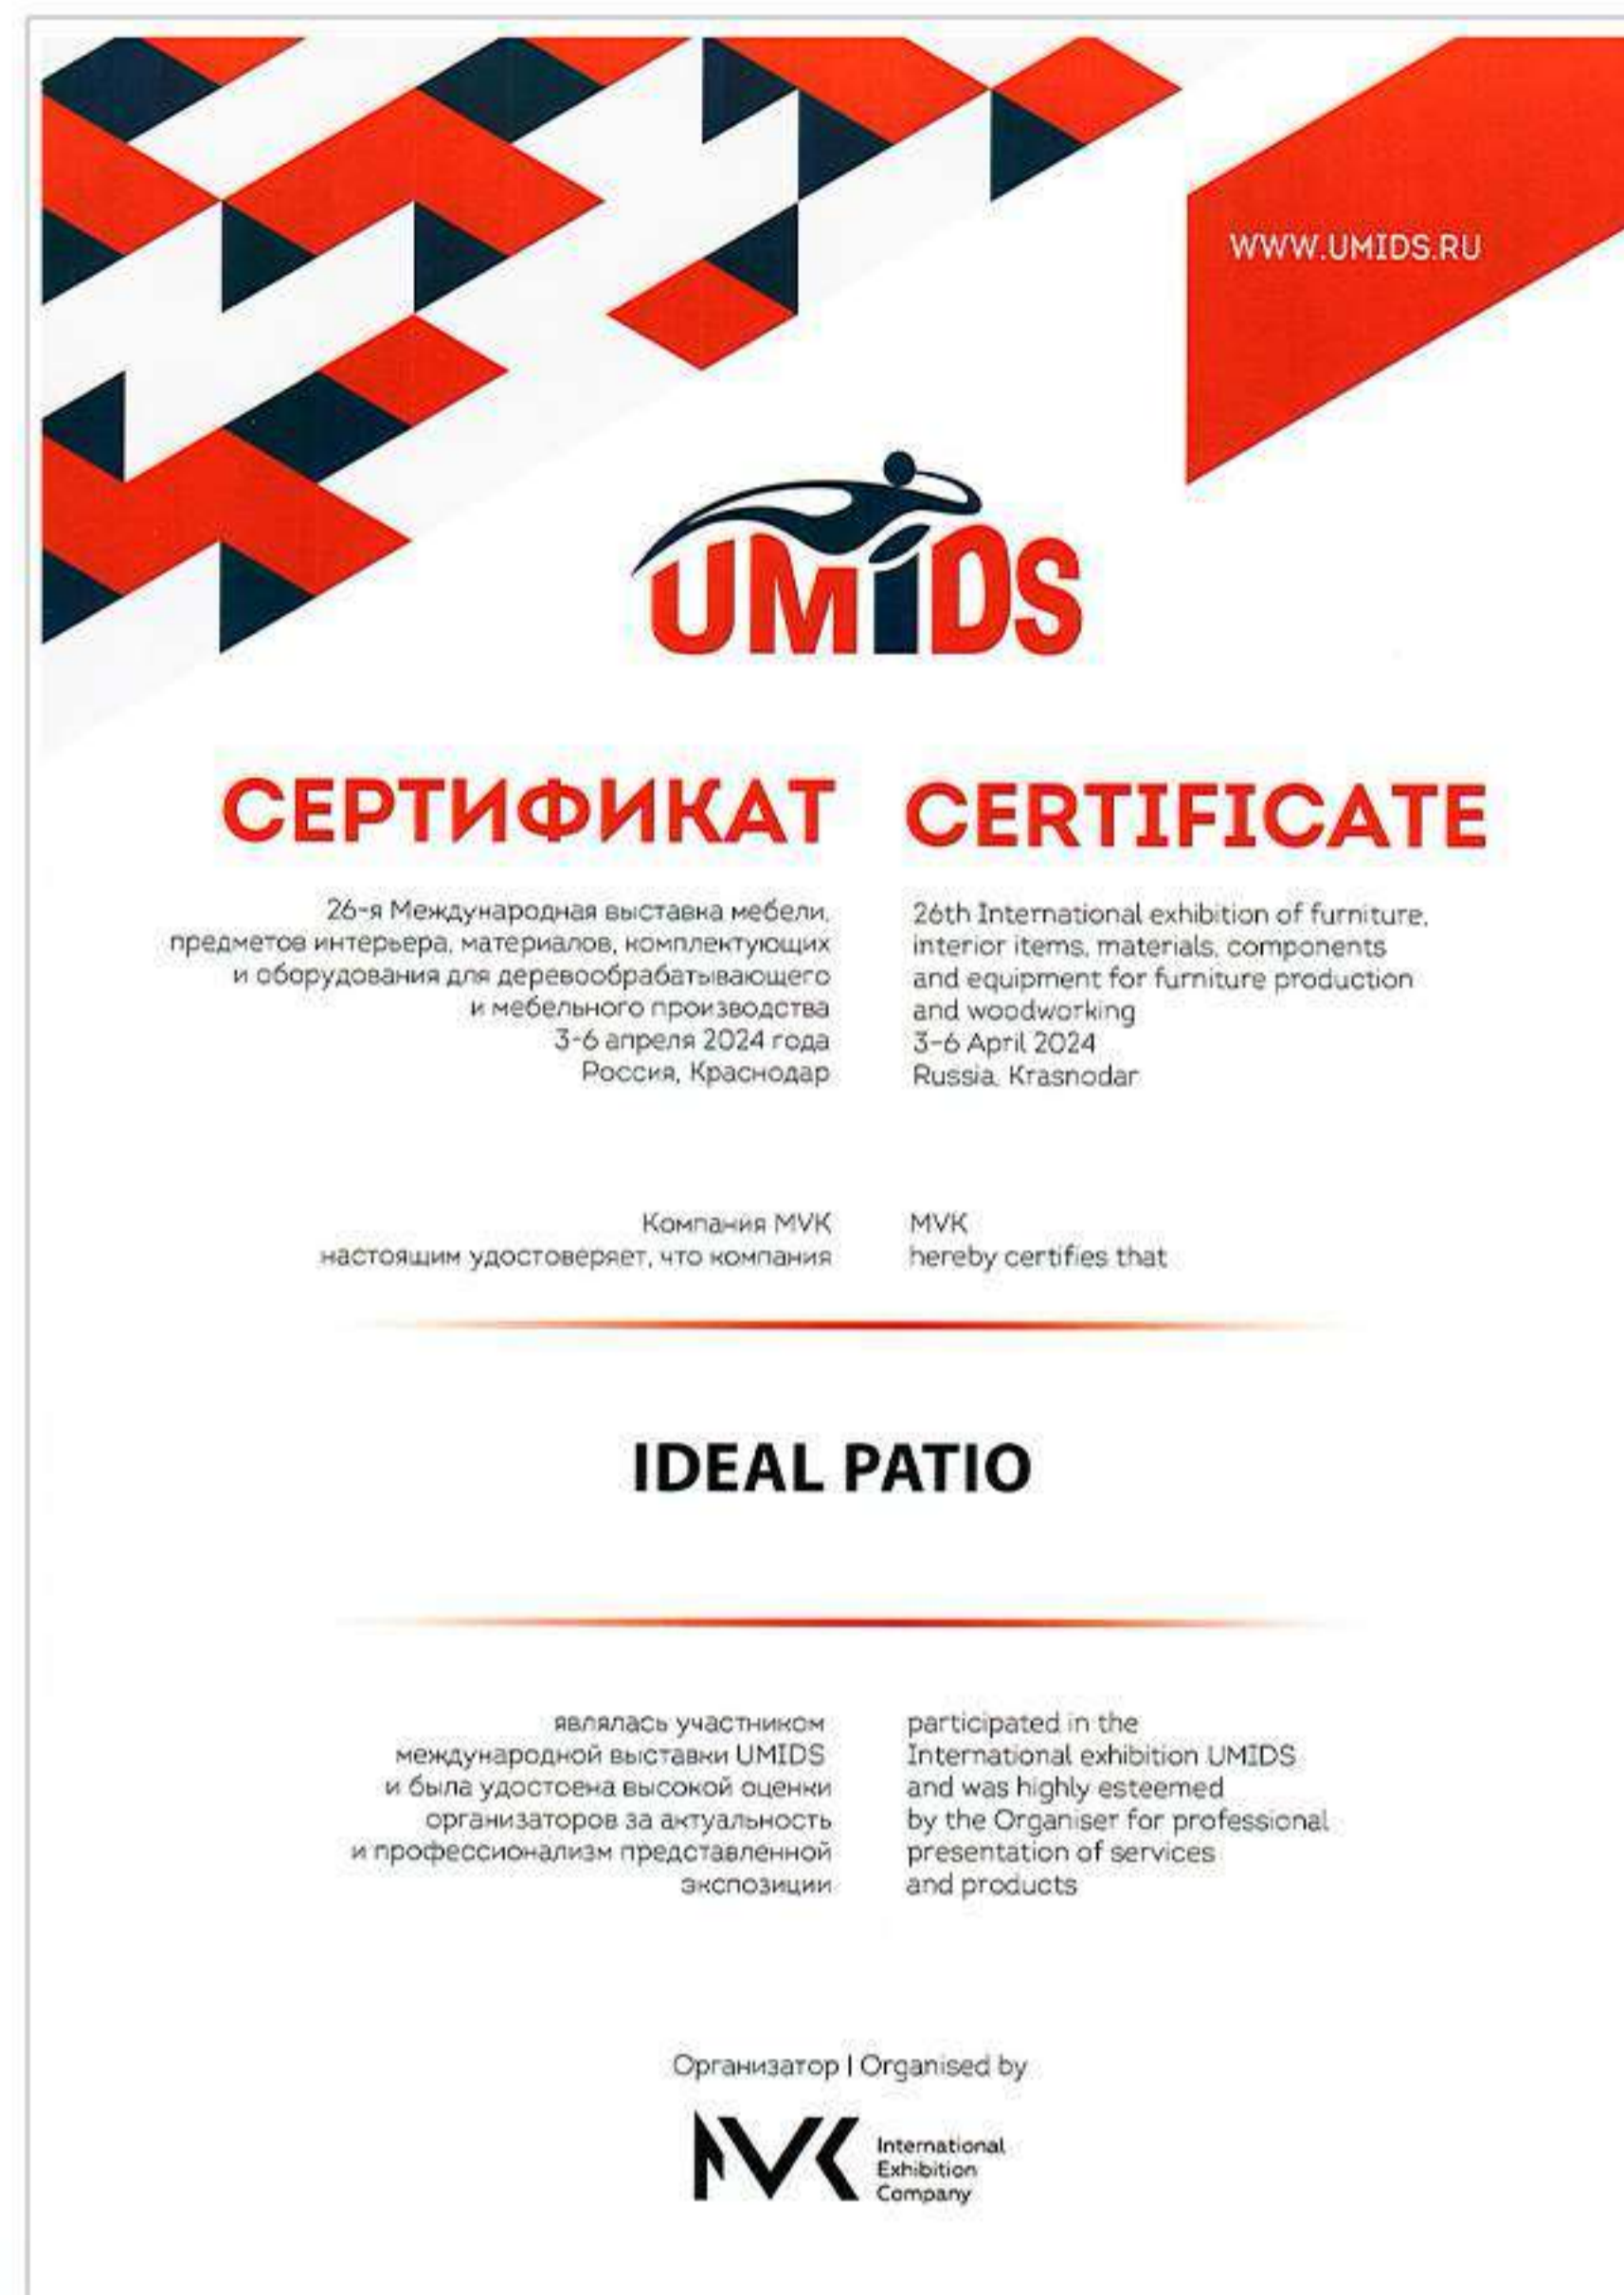 WWW.UMIDS.RU
UMIDS
СЕРТИФИКАТ
26-я Международная выставка мебели,
предметов интерьера, материалов, комплектующих
и оборудования для деревообрабатывающего
и мебельного производства
3-6 апреля 2024 года
Россия, Краснодар
CERTIFICATE
26th International exhibition of furniture,
interior items, materials, components
and equipment for furniture production
and woodworking
3-6 April 2024
Russia, Krasnodar
Компания MVK
настоящим удостоверяет, что компания
MVK
hereby certifies that
IDEAL PATIO
являлась участником
международной выставки UMIDS
и была удостоена высокой оценки
организаторов за актуальность
и профессионализм представленной
экспозиции
participated in the
International exhibition UMIDS
and was highly esteemed
by the Organiser for professional
presentation of services
and products
Организатор | Organised by
MVK
International
Exhibition
Company